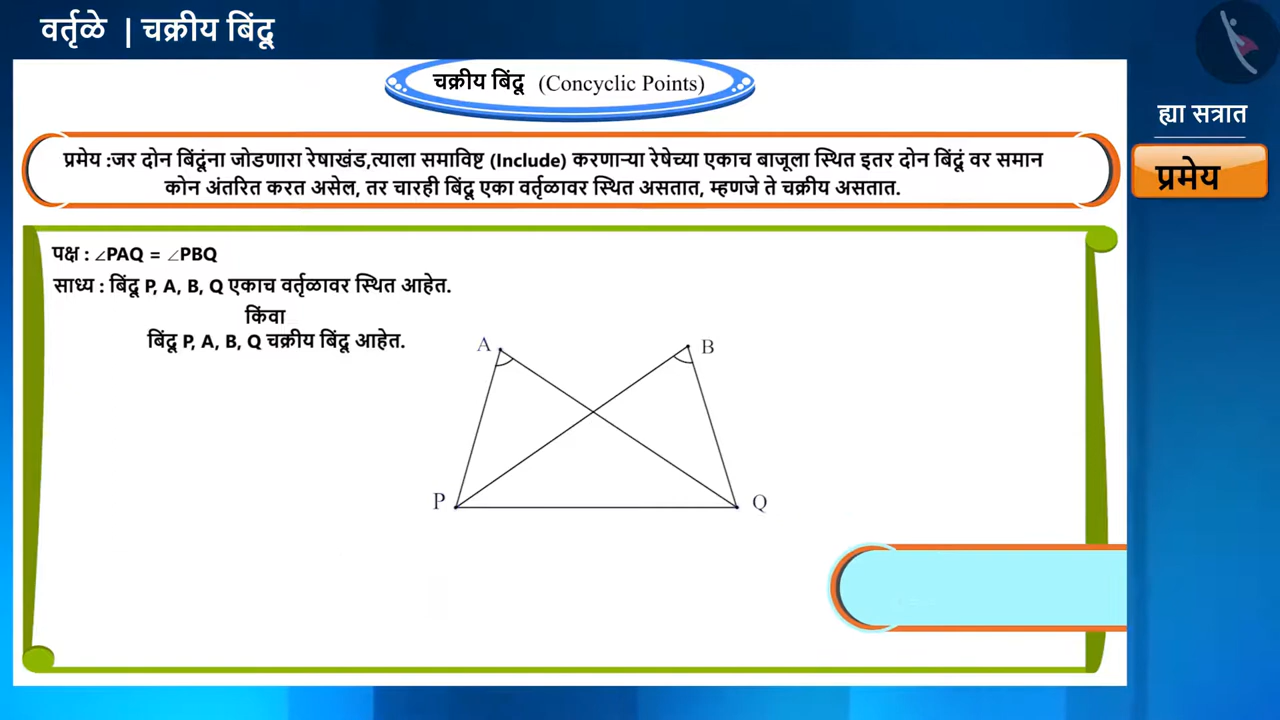 वर्तृळे | चक्रीय बिंदू
चक्रीय बिंदू (Concyclic Points)
ह्या सत्रात
प्रमेय
प्रमेय :जर दोन बिंदूंना जोडणारा रेषाखंड,त्याला समाविष्ट (Include) करणाऱ्या रेषेच्या एकाच बाजूला स्थित इतर दोन बिंदूं वर समान
कोन अंतरित करत असेल, तर चारही बिंदू एका वर्तृळावर स्थित असतात, म्हणजे ते चक्रीय असतात.
पक्ष : ∠PAQ = ∠PBQ
साध्य : बिंदू P, A, B, Q एकाच वर्तृळावर स्थित आहेत.
किंवा
बिंदू P, A, B, Q चक्रीय बिंदू आहेत.
A
B
P
Q